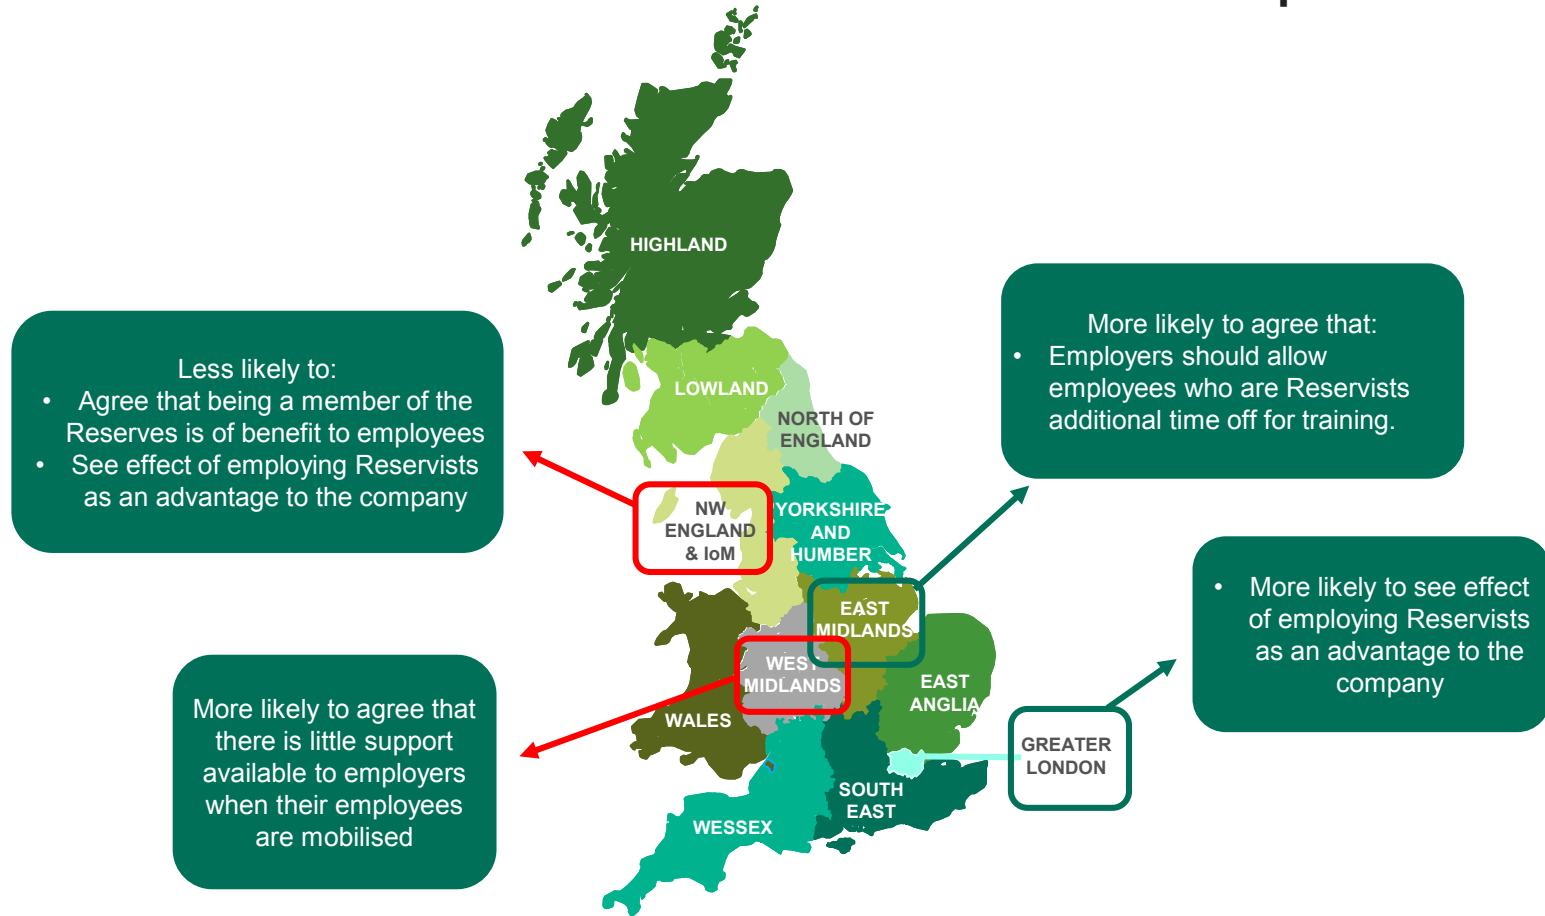 HIGHLAND
LOWLAND
NORTH OF
ENGLAND
NW
ENGLAND
& IoM
YORKSHIRE
AND
HUMBER
EAST
MIDLANDS
WEST
MIDLANDS
EAST
ANGLIA
WALES
GREATER
LONDON
SOUTH
EAST
WESSEX
Less likely to:
• Agree that being a member of the
Reserves is of benefit to employees
• See effect of employing Reservists
as an advantage to the company
More likely to agree that:
• Employers should allow
employees who are Reservists
additional time off for training.
• More likely to see effect
of employing Reservists
as an advantage to the
company
More likely to agree that
there is little support
available to employers
when their employees
are mobilised